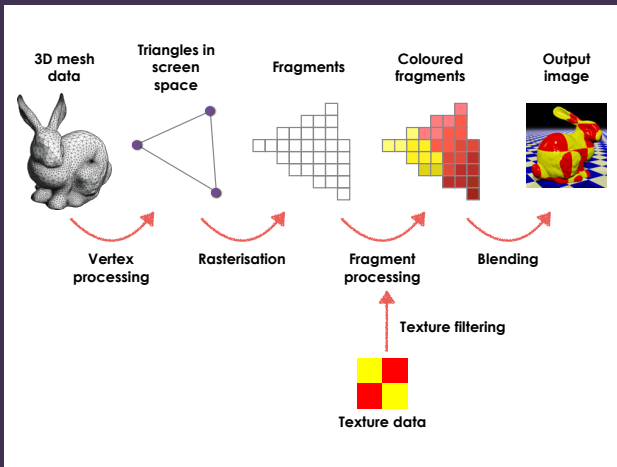 3D mesh
data
Triangles in
screen
space
Fragments
Coloured
fragments
Output
image
Vertex
processing
Rasterisation
Fragment
processing
Blending
Texture filtering
Texture data